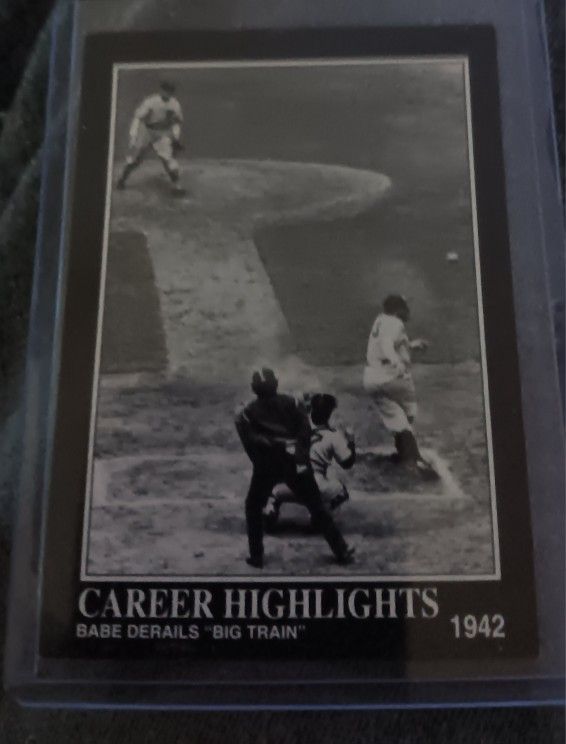 CAREER HIGHLIGHTS
BABE DERAILS "BIG TRAIN"
1942